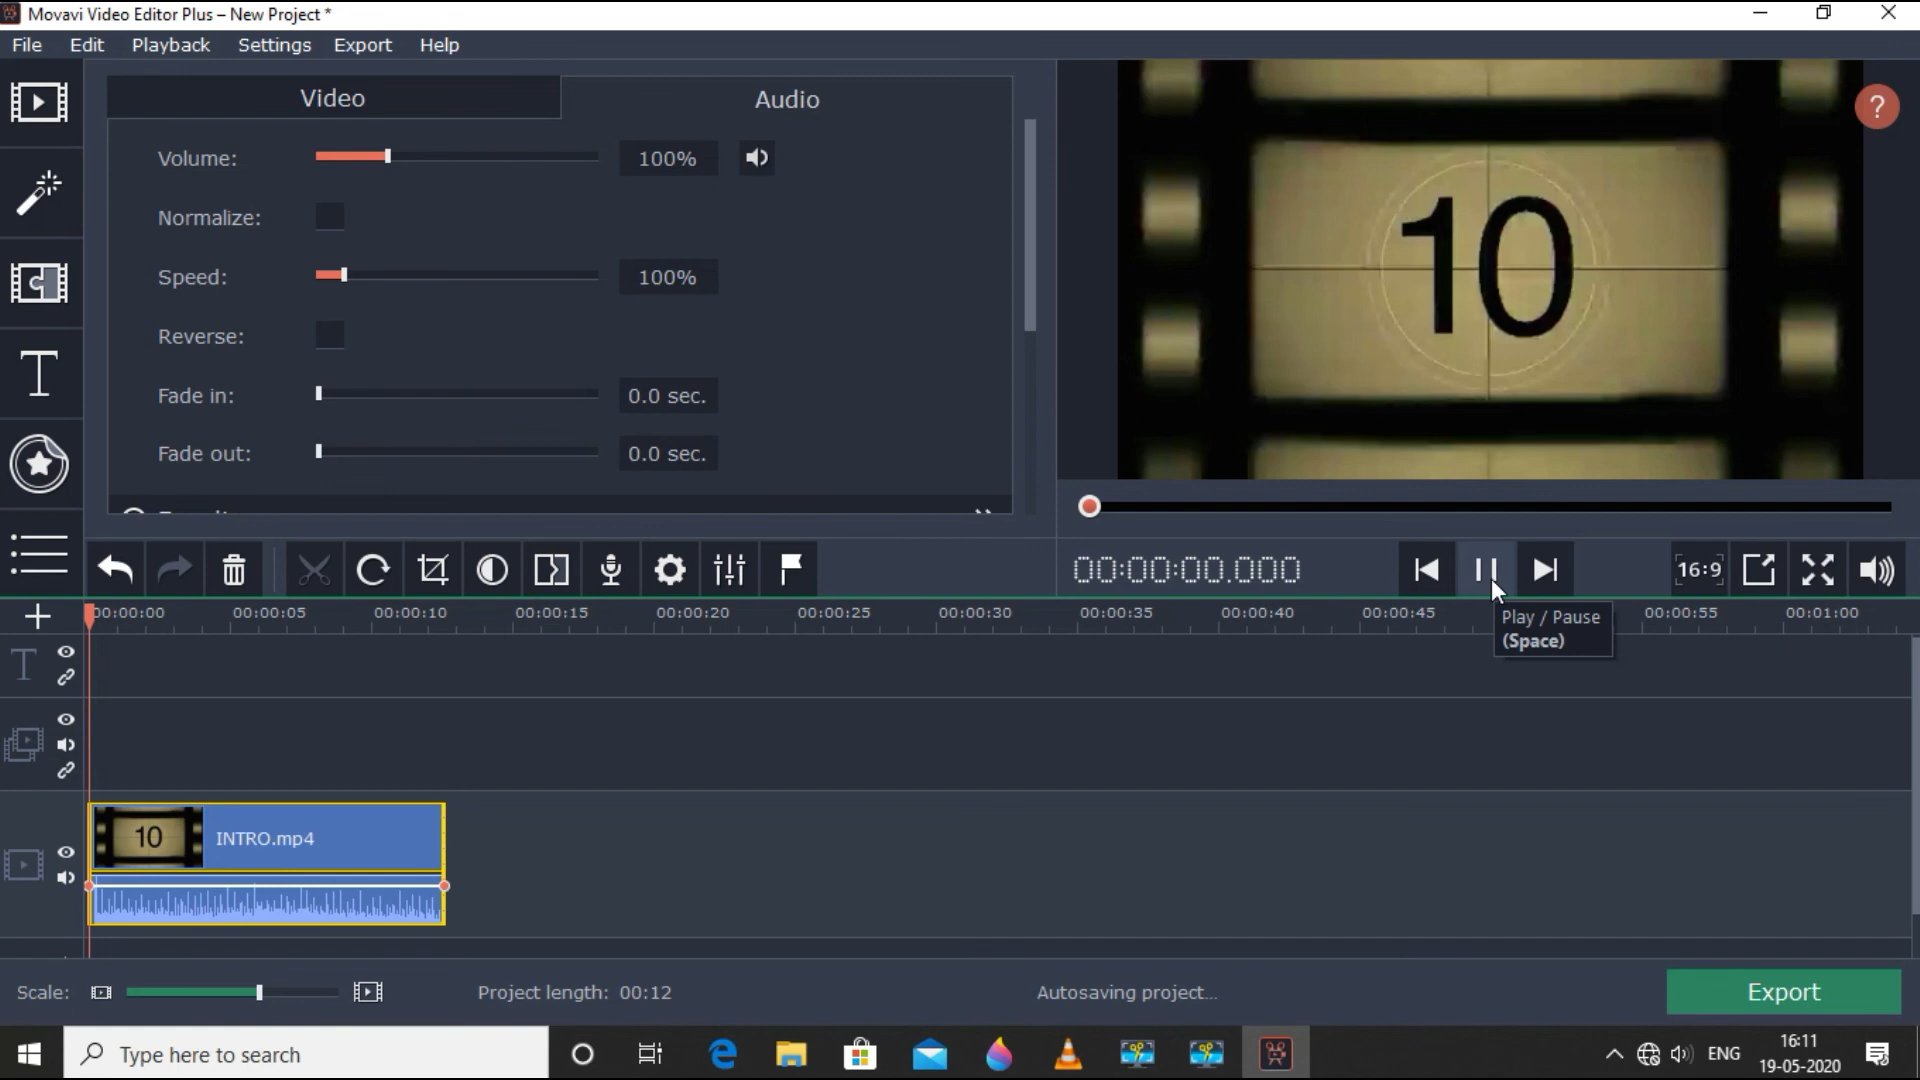 Movavi Video Editor Plus – New Project *
File Edit Playback Settings Export Help
Video Audio
Volume: 100%
Normalize:
Speed: 100%
Reverse:
Fade in: 0.0 sec.
Fade out: 0.0 sec.
10
?
00:00:00.000
16:9
Play / Pause
(Space)
00:00:00 00:00:05 00:00:10 00:00:15 00:00:20 00:00:25 00:00:30 00:00:35 00:00:40 00:00:45 00:00:55 00:01:00
T
10 INTRO.mp4
Scale: Project length: 00:12 Autosaving project... Export
Type here to search
ENG
16:11
19-05-2020